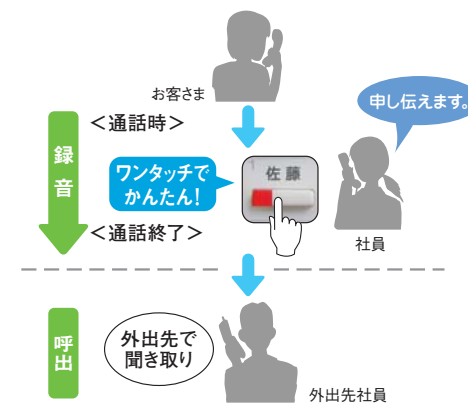 お客さま
申し伝えます。
＜通話時＞
録音
ワンタッチで
かんたん！
佐藤
＜通話終了＞
社員
呼出
外出先で
聞き取り
外出先社員